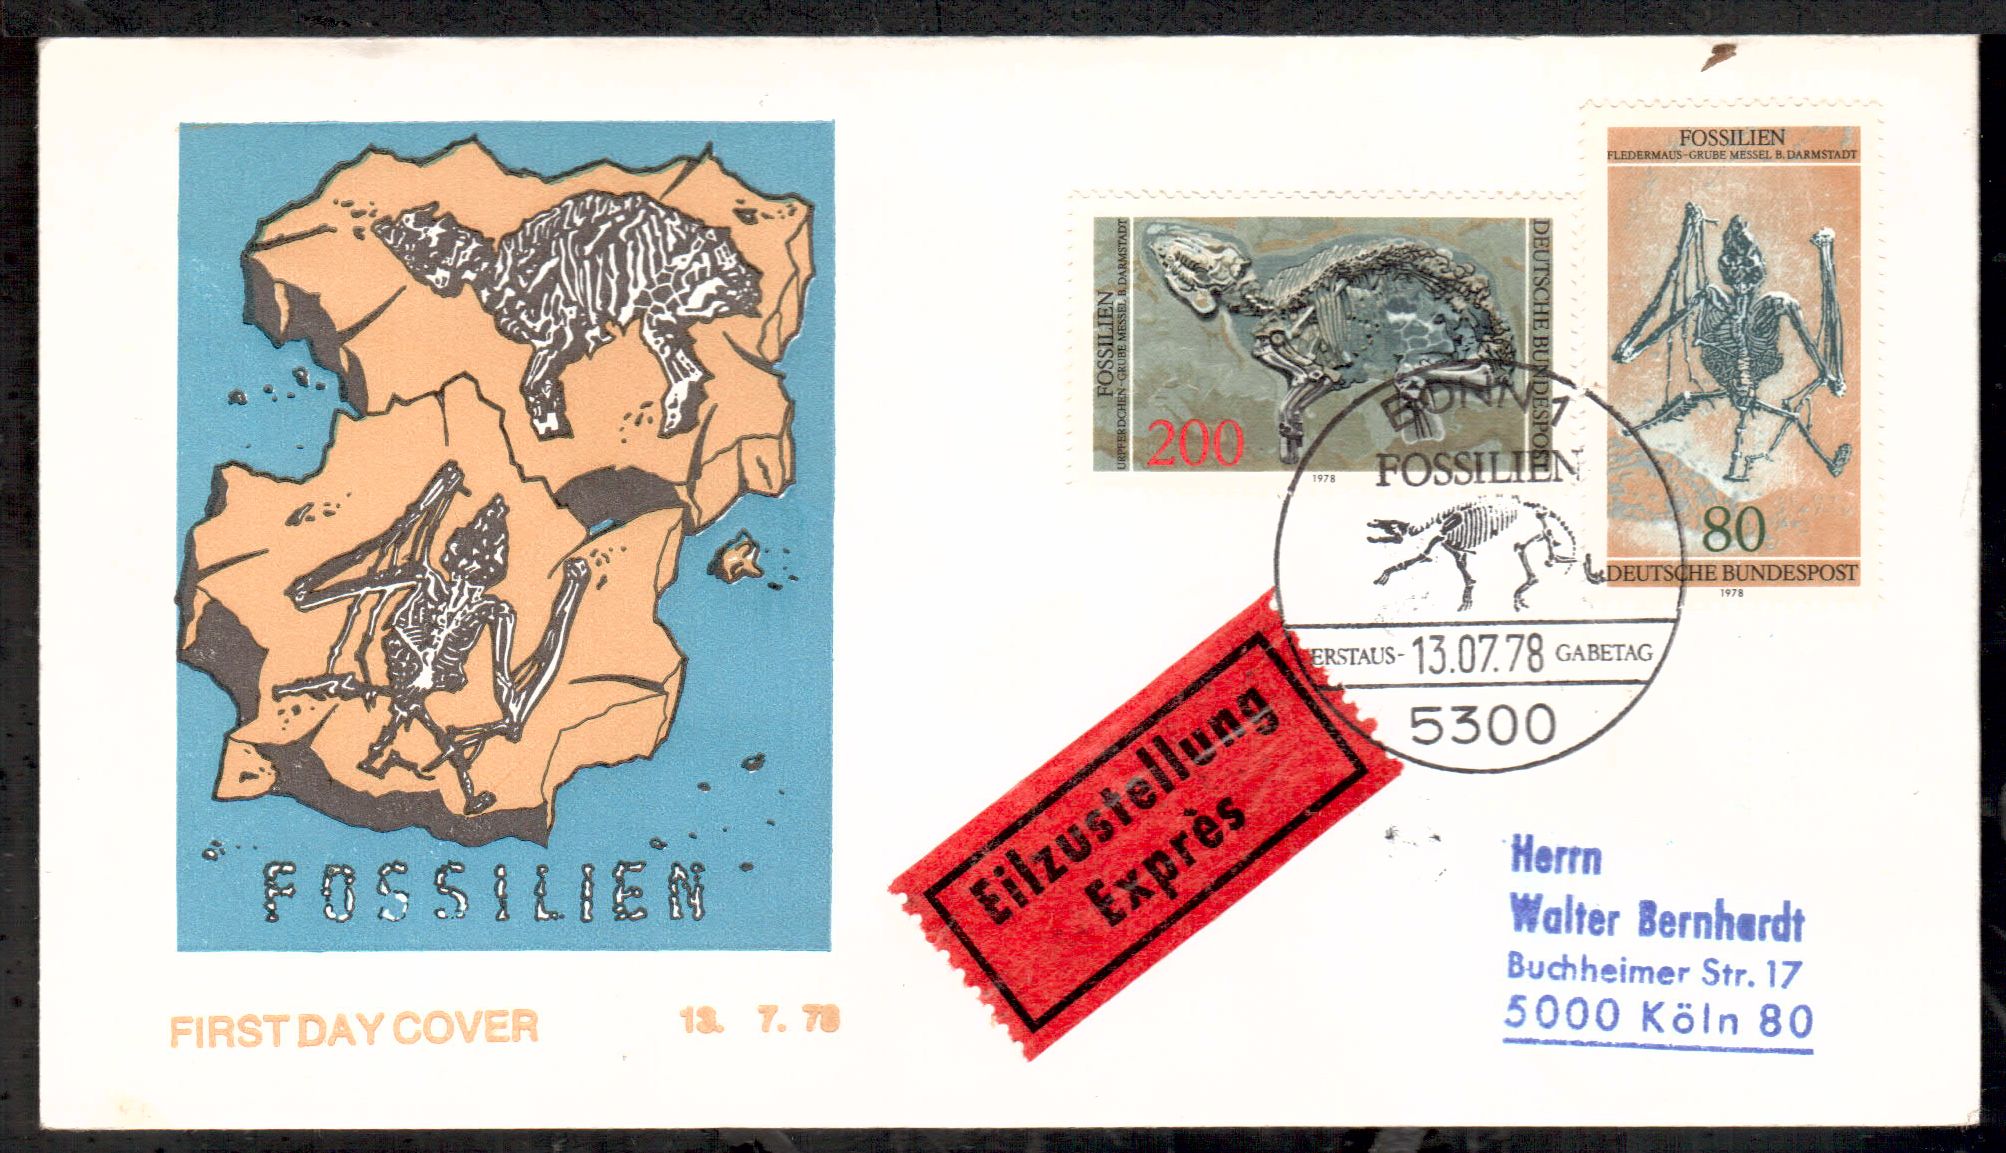 FOSSILIEN
FIRST DAY COVER 13. 7. 78
FOSSILIEN
URPFERDCHEN-GRUBE MESSEL B. DARMSTADT
200
DEUTSCHE BUNDESPOST
1978
FOSSILIEN
FLEDERMAUS-GRUBE MESSEL B. DARMSTADT
80
DEUTSCHE BUNDESPOST
1978
BONN 1
FOSSILIEN
ERSTAUS- 13.07.78 GABETAG
5300
Eilzustellung
Exprès
Herrn
Walter Bernhardt
Buchheimer Str. 17
5000 Köln 80